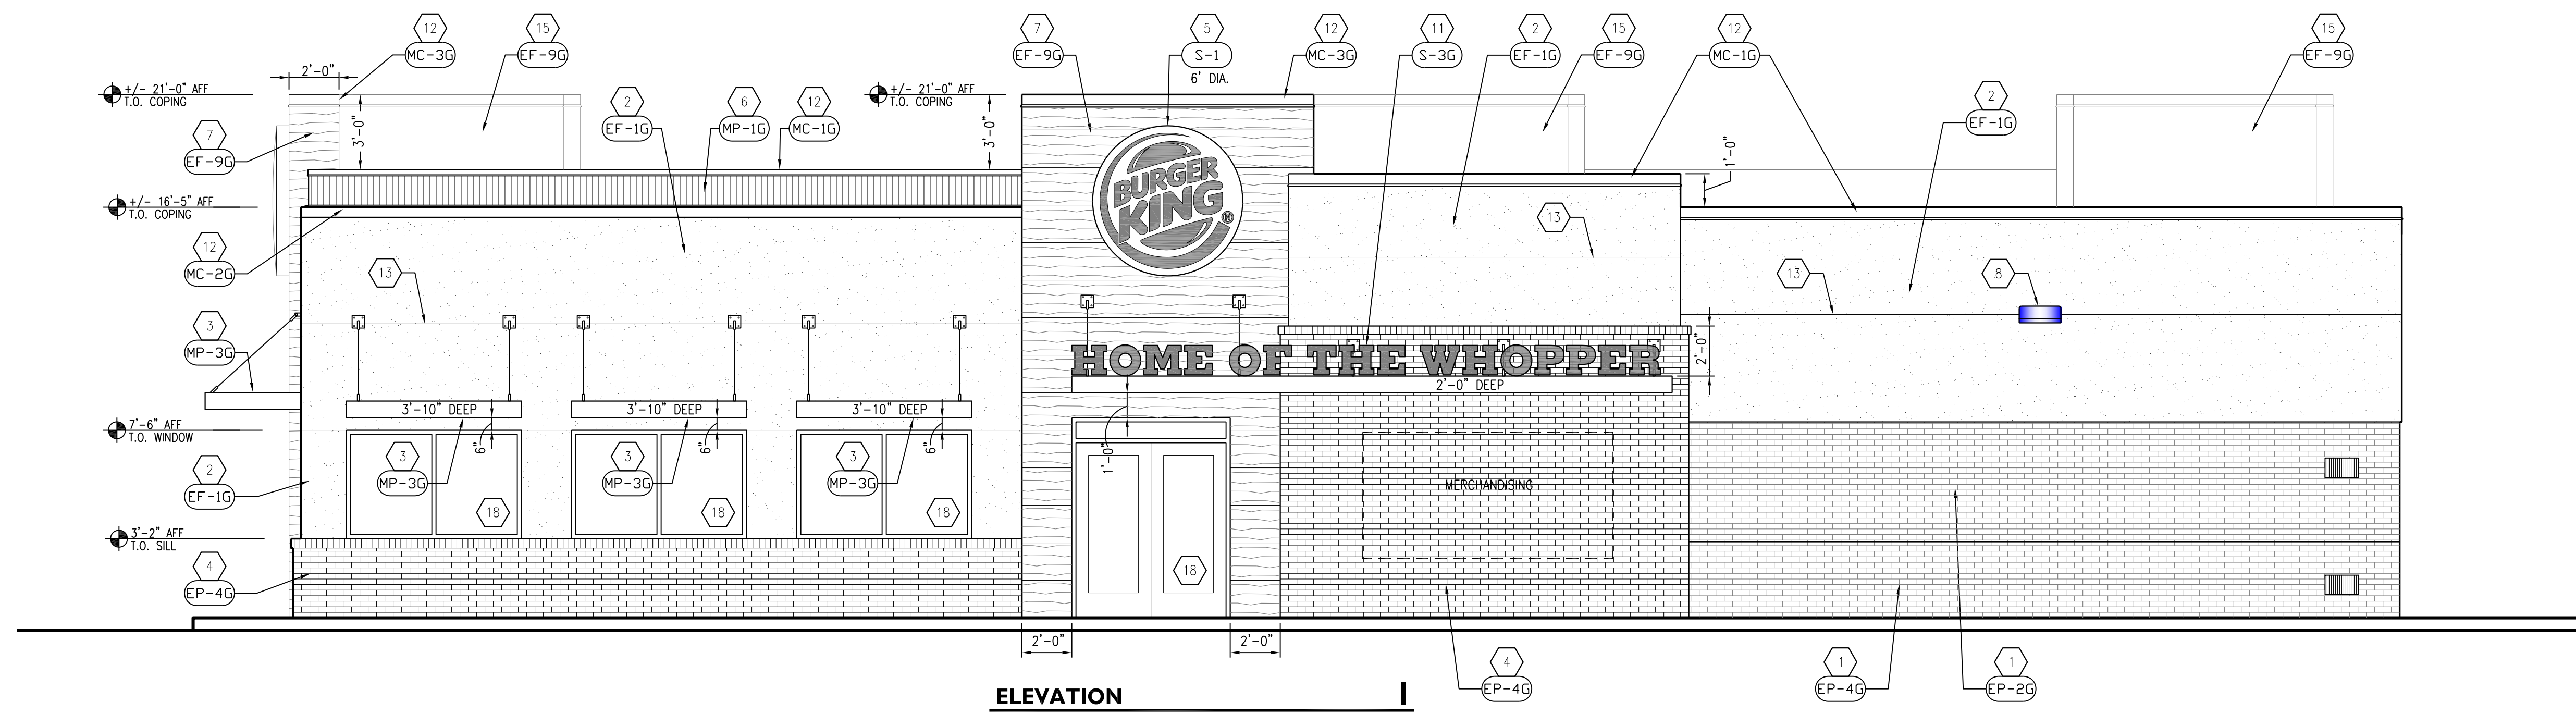 12
MC-3G
15
EF-9G
7
EF-9G
5
S-1
6' DIA.
12
MC-3G
11
S-3G
2
EF-1G
15
EF-9G
12
MC-1G
15
EF-9G
2'-0"
+/- 21'-0" AFF
T.O. COPING
3'-0"
2
EF-1G
6
MP-1G
12
MC-1G
+/- 21'-0" AFF
T.O. COPING
3'-0"
2
EF-1G
7
EF-9G
1'-0"
BURGER
KING®
+/- 16'-5" AFF
T.O. COPING
13
12
MC-2G
13
13
8
3
MP-3G
HOME OF THE WHOPPER
2'-0"
2'-0" DEEP
3'-10" DEEP
3'-10" DEEP
3'-10" DEEP
7'-6" AFF
T.O. WINDOW
6"
6"
6"
1'-0"
3
MP-3G
3
MP-3G
3
MP-3G
2
EF-1G
MERCHANDISING
18
18
18
3'-2" AFF
T.O. SILL
4
EP-4G
18
2'-0"
2'-0"
4
EP-4G
1
EP-4G
1
EP-2G
ELEVATION 1